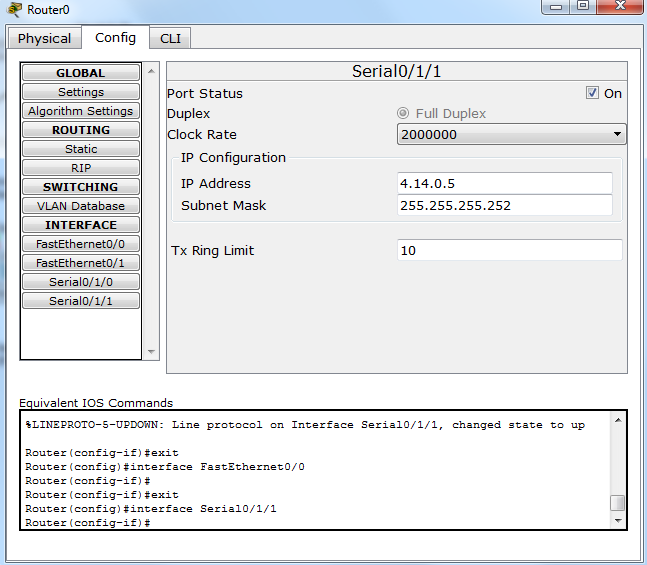 Router0
Physical Config CLI
GLOBAL
Settings
Algorithm Settings
ROUTING
Static
RIP
SWITCHING
VLAN Database
INTERFACE
FastEthernet0/0
FastEthernet0/1
Serial0/1/0
Serial0/1/1
Serial0/1/1
Port Status On
Duplex Full Duplex
Clock Rate 2000000
IP Configuration
IP Address 4.14.0.5
Subnet Mask 255.255.255.252
Tx Ring Limit 10
Equivalent IOS Commands
%LINEPROTO-5-UPDOWN: Line protocol on Interface Serial0/1/1, changed state to up
Router(config-if)#exit
Router(config)#interface FastEthernet0/0
Router(config-if)#
Router(config-if)#exit
Router(config)#interface Serial0/1/1
Router(config-if)#